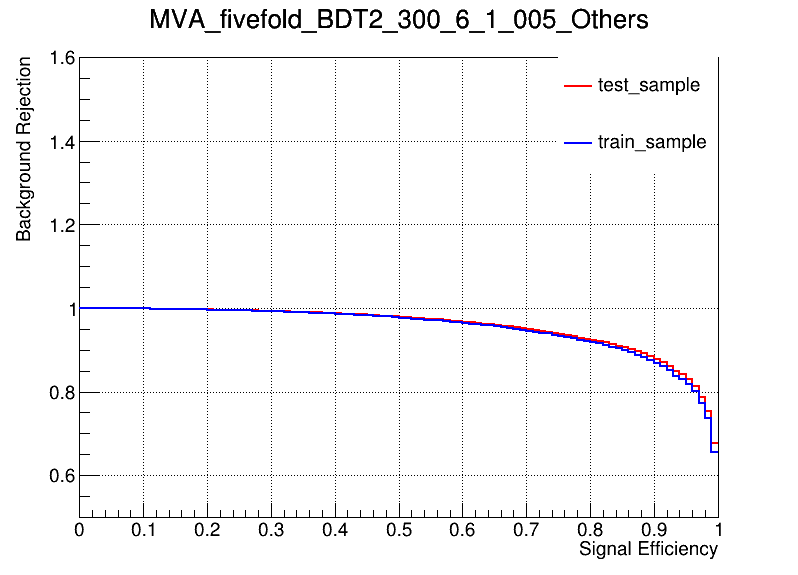 MVA_fivefold_BDT2_300_6_1_005_Others
Background Rejection
1.6
1.4
1.2
1
0.8
0.6
test_sample
train_sample
0 0.1 0.2 0.3 0.4 0.5 0.6 0.7 0.8 0.9 1
Signal Efficiency